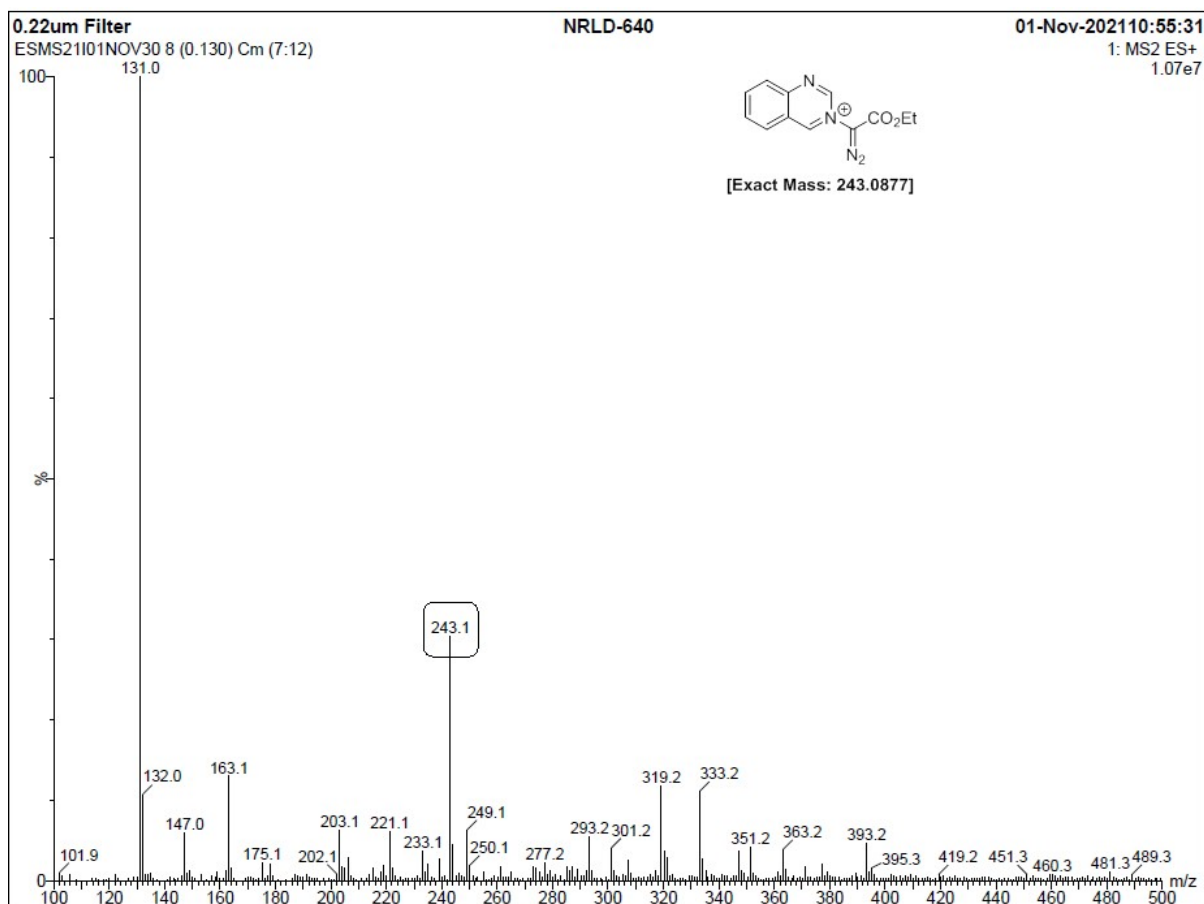 0.22um Filter NRLD-640 01-Nov-202110:55:31
ESMS21I01NOV30 8 (0.130) Cm (7:12) 1: MS2 ES+
131.0 1.07e7
100
N
N ⊕ CO₂Et
N₂
[Exact Mass: 243.0877]
%
243.1
132.0 163.1 319.2 333.2
147.0 203.1 221.1 249.1 293.2 301.2 351.2 363.2 393.2
101.9 175.1 202.1 233.1 250.1 277.2 395.3 419.2 451.3 460.3 481.3 489.3
0 m/z
100 120 140 160 180 200 220 240 260 280 300 320 340 360 380 400 420 440 460 480 500